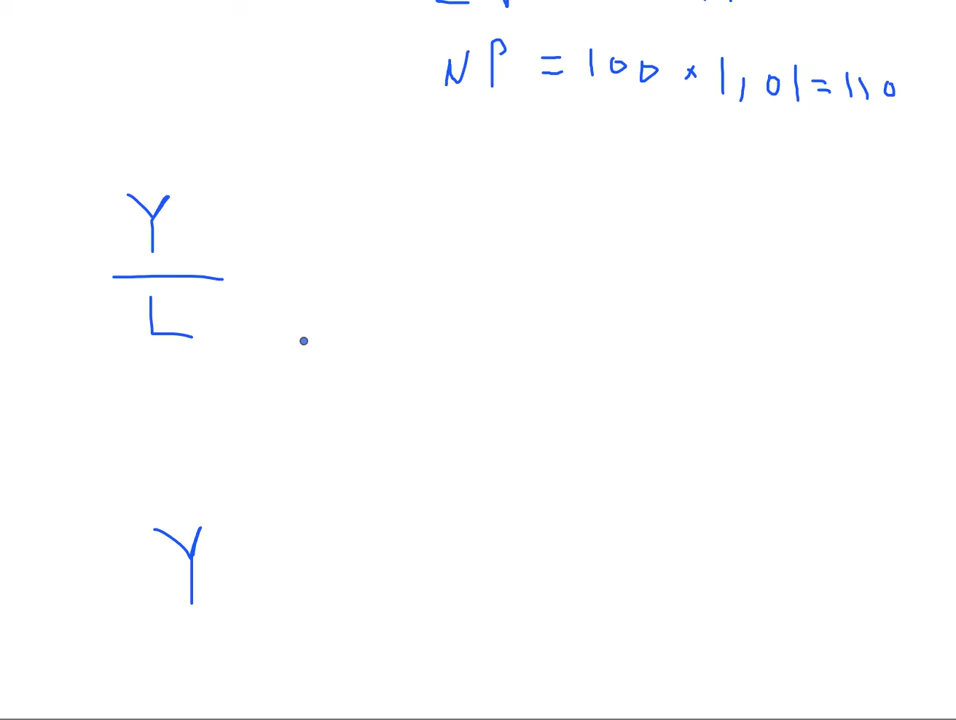 NP = 100 × 1,01 = 110
Y
L
Y